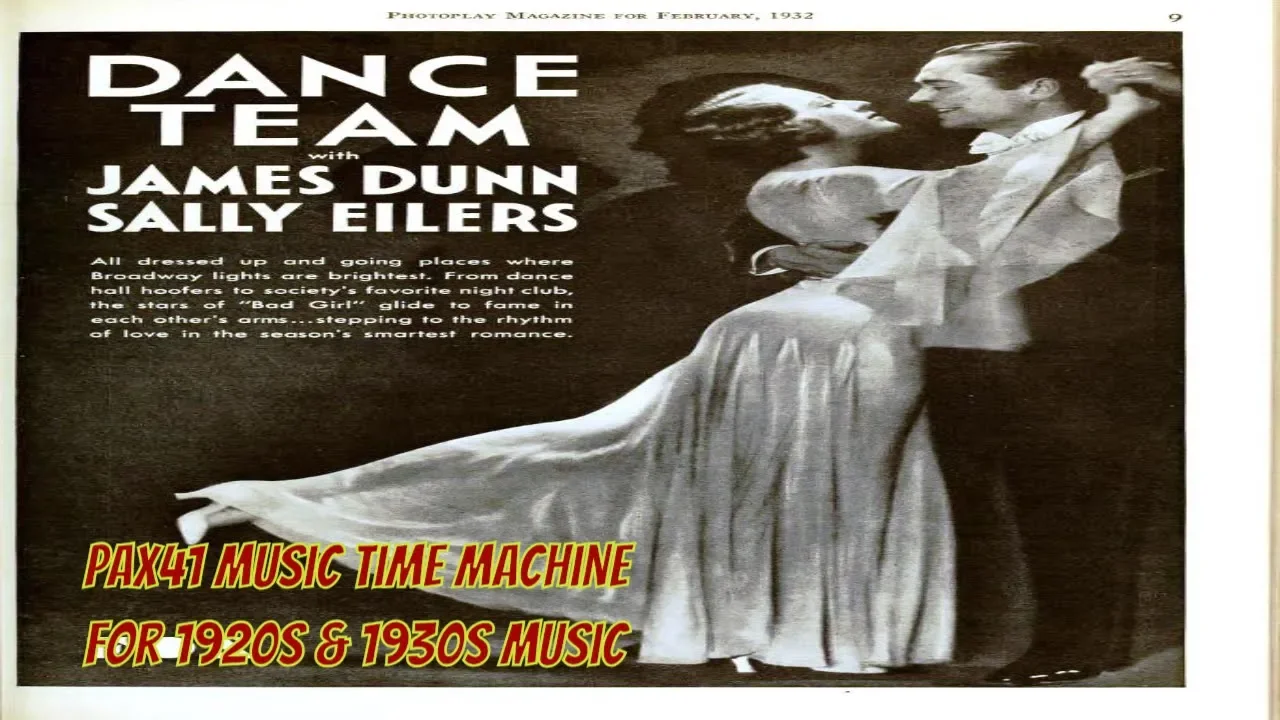 PHOTOPLAY MAGAZINE FOR FEBRUARY, 1932
9
DANCE
TEAM
with
JAMES DUNN
SALLY EILERS
All dressed up and going places where
Broadway lights are brightest. From dance
hall hoofers to society's favorite night club,
the stars of "Bad Girl" glide to fame in
each other's arms...stepping to the rhythm
of love in the season's smartest romance.
PAX41 MUSIC TIME MACHINE
FOR 1920S & 1930S MUSIC